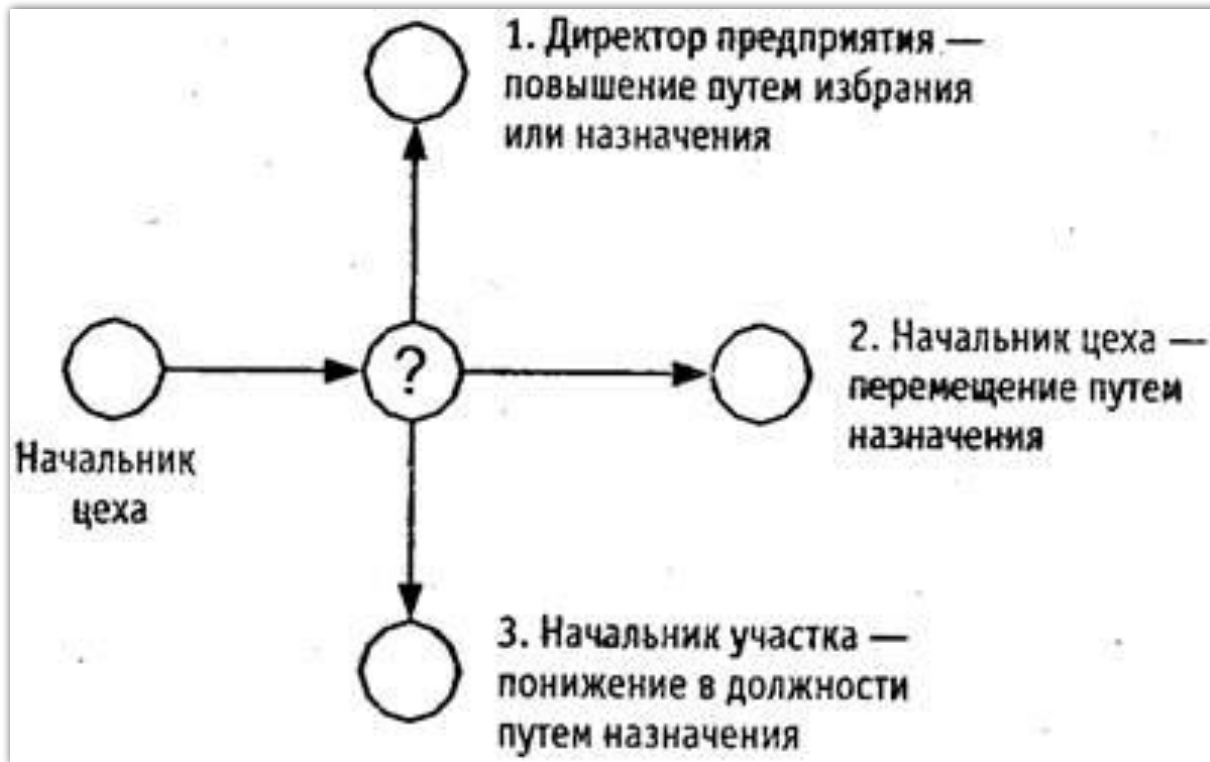 1. Директор предприятия —
повышение путем избрания
или назначения
?
2. Начальник цеха —
перемещение путем
назначения
Начальник
цеха
3. Начальник участка —
понижение в должности
путем назначения